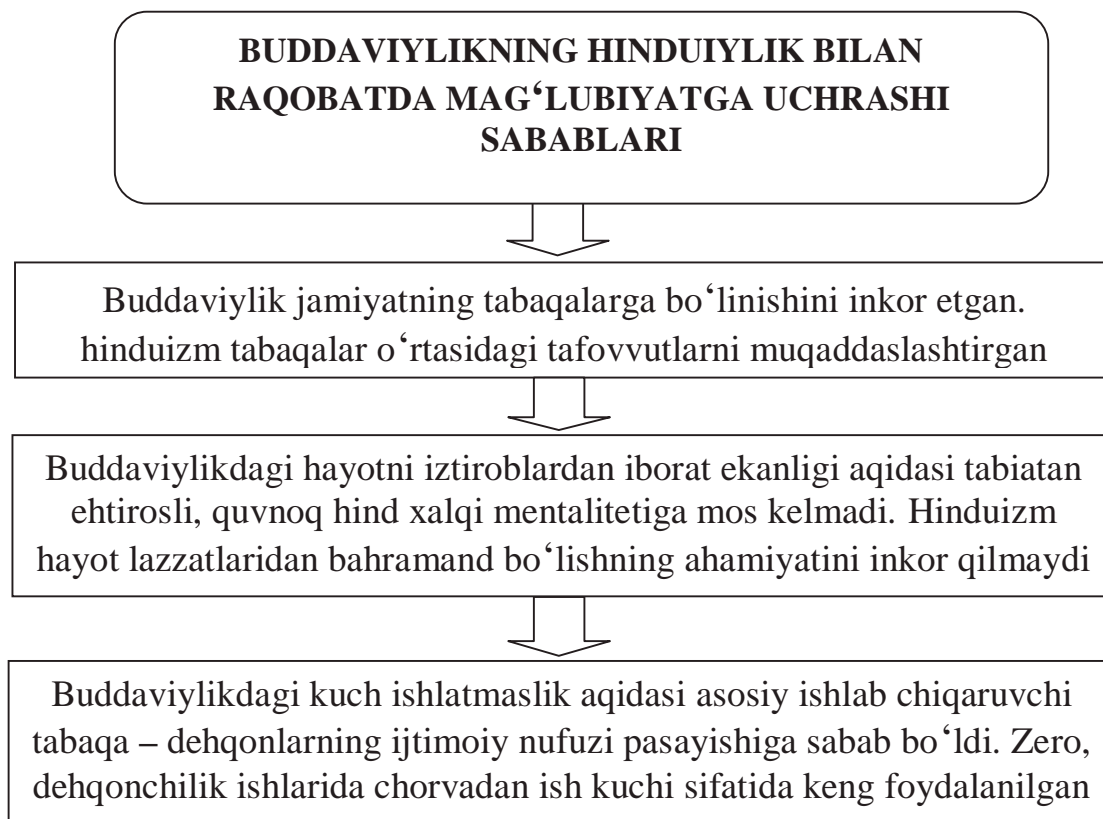 BUDDAVIYLIKNING HINDUIYLIK BILAN
RAQOBATDA MAG‘LUBIYATGA UCHRASHI
SABABLARI
Buddaviylik jamiyatning tabaqalarga bo‘linishini inkor etgan.
hinduizm tabaqalar o‘rtasidagi tafovvutlarni muqaddaslashtirgan
Buddaviylikdagi hayotni iztiroblardan iborat ekanligi aqidasi tabiatan
ehtirosli, quvnoq hind xalqi mentalitetiga mos kelmadi. Hinduizm
hayot lazzatlaridan bahramand bo‘lishning ahamiyatini inkor qilmaydi
Buddaviylikdagi kuch ishlatmaslik aqidasi asosiy ishlab chiqaruvchi
tabaqa – dehqonlarning ijtimoiy nufuzi pasayishiga sabab bo‘ldi. Zero,
dehqonchilik ishlarida chorvadan ish kuchi sifatida keng foydalanilgan